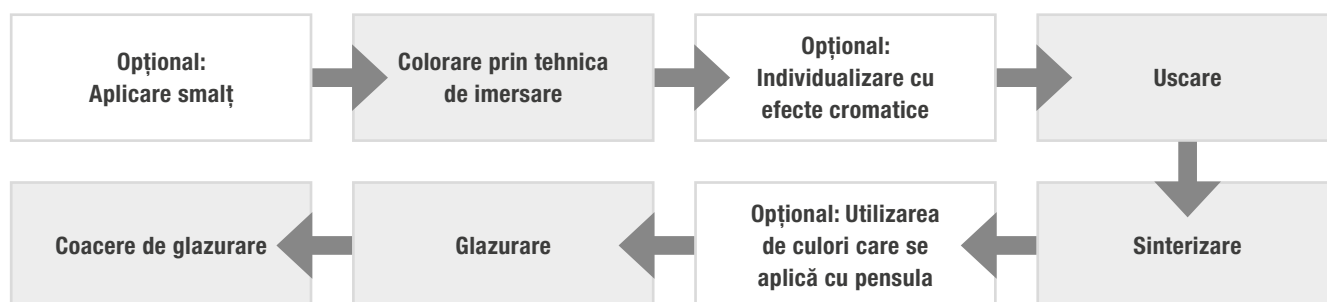 Opțional:
Aplicare smalț
Colorare prin tehnica
de imersare
Opțional:
Individualizare cu
efecte cromatice
Uscare
Sinterizare
Opțional: Utilizarea
de culori care se
aplică cu pensula
Glazurare
Coacere de glazurare